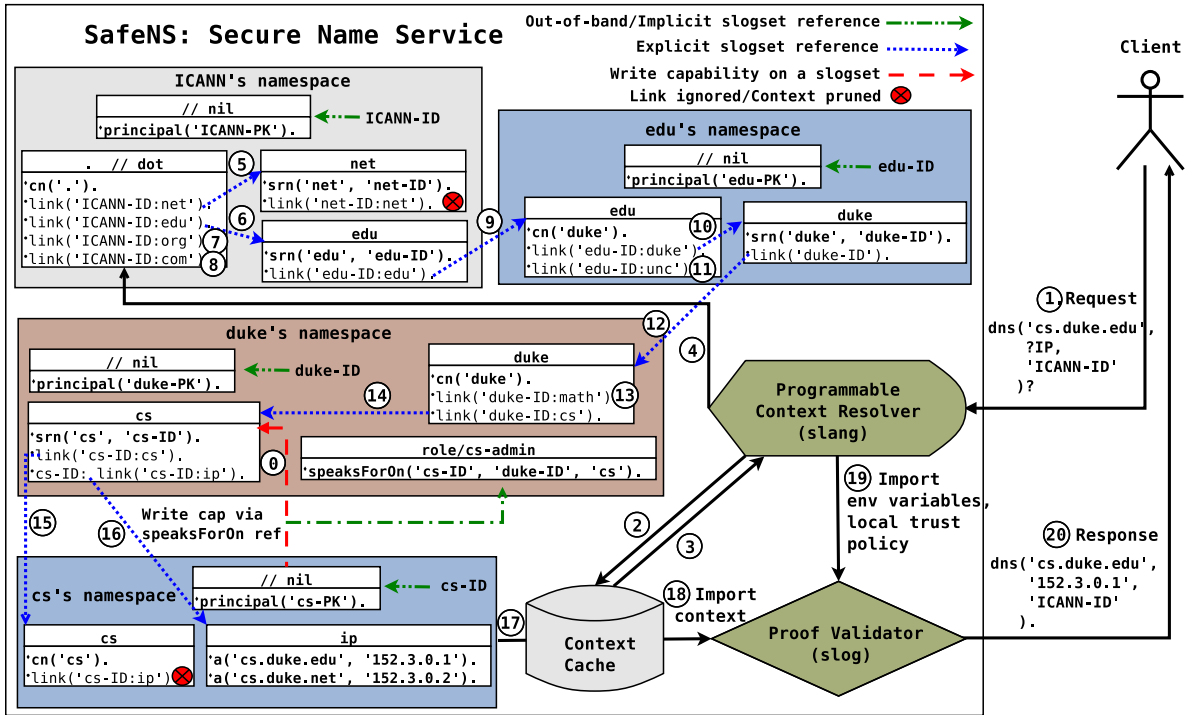 SafeNS: Secure Name Service
Out-of-band/Implicit slogset reference
Explicit slogset reference
Write capability on a slogset
Link ignored/Context pruned
Client
ICANN's namespace
// nil
principal('ICANN-PK').
ICANN-ID
. // dot
cn('.').
link('ICANN-ID:net')
link('ICANN-ID:edu')
link('ICANN-ID:org')
link('ICANN-ID:com')
5
6
7
8
net
srn('net', 'net-ID').
link('net-ID:net').
edu
srn('edu', 'edu-ID').
link('edu-ID:edu').
9
edu's namespace
// nil
principal('edu-PK').
edu-ID
edu
cn('duke').
link('edu-ID:duke')
link('edu-ID:unc')
10
11
duke
srn('duke', 'duke-ID').
link('duke-ID').
12
4
duke's namespace
// nil
principal('duke-PK').
duke-ID
duke
cn('duke').
link('duke-ID:math')
link('duke-ID:cs').
13
14
cs
srn('cs', 'cs-ID').
link('cs-ID:cs').
cs-ID: link('cs-ID:ip').
0
role/cs-admin
speaksForOn('cs-ID', 'duke-ID', 'cs').
15
16
Write cap via
speaksForOn ref
cs's namespace
// nil
principal('cs-PK').
cs-ID
cs
cn('cs').
link('cs-ID:ip')
ip
a('cs.duke.edu', '152.3.0.1').
a('cs.duke.net', '152.3.0.2').
17
Context
Cache
2
3
18 Import
context
Programmable
Context Resolver
(slang)
19 Import
env variables,
local trust
policy
Proof Validator
(slog)
1. Request
dns('cs.duke.edu',
?IP,
'ICANN-ID'
)?
20 Response
dns('cs.duke.edu',
'152.3.0.1',
'ICANN-ID'
).